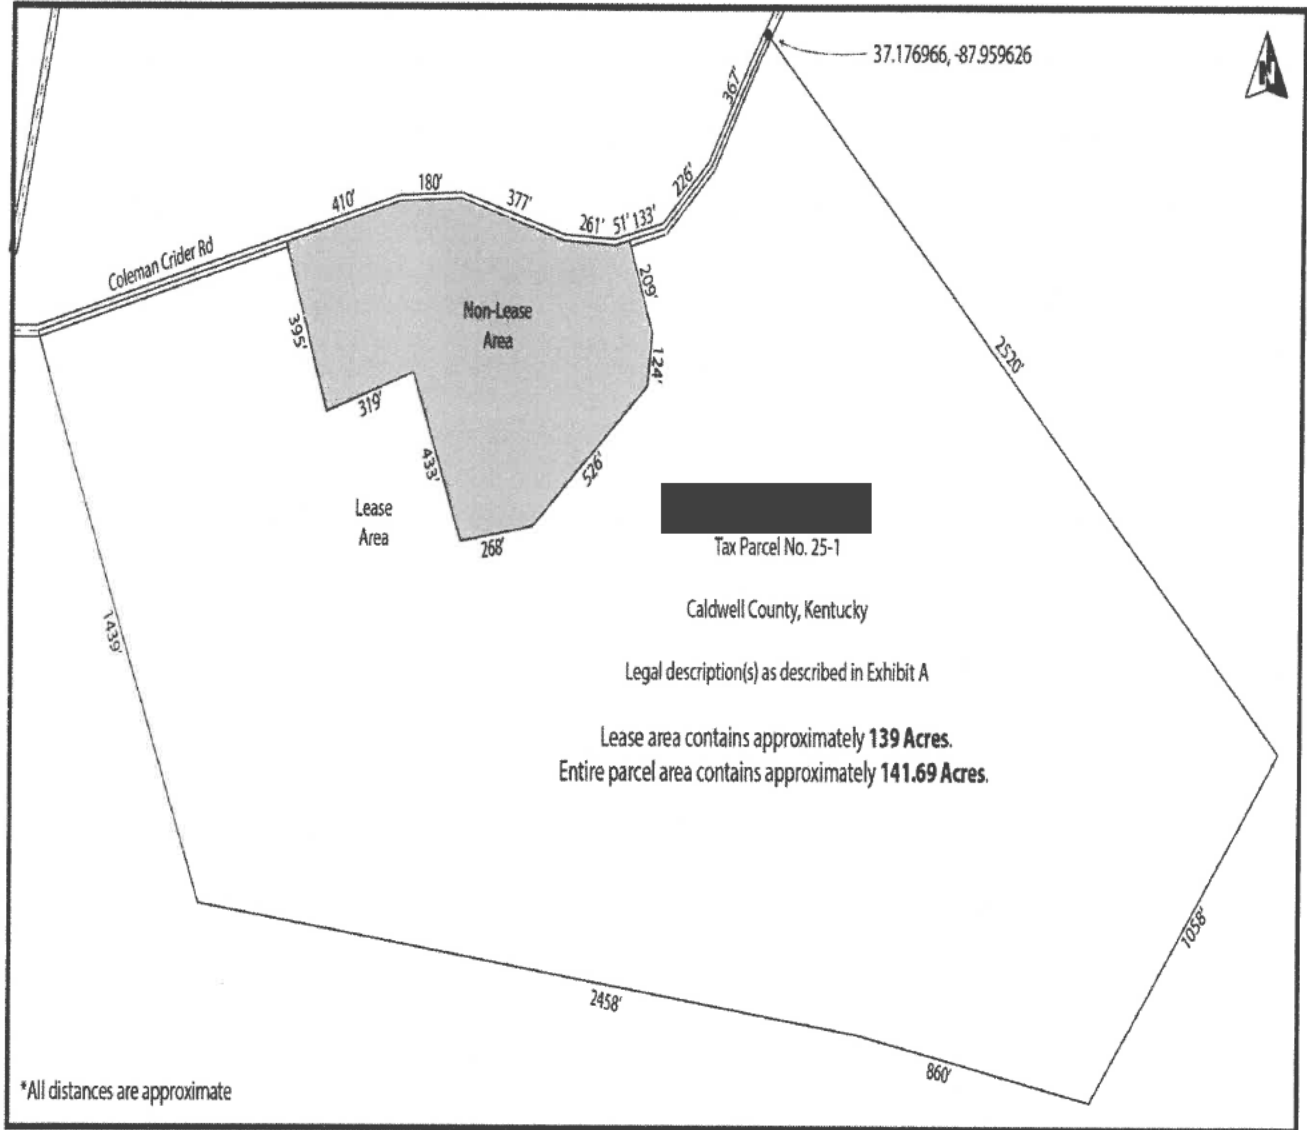 37.176966, -87.959626
N
367'
226'
180'
410'
377'
261' 51' 133'
Coleman Crider Rd
209'
Non-Lease
Area
395'
124'
2520'
319'
433'
526'
Lease
Area
268'
Tax Parcel No. 25-1
Caldwell County, Kentucky
1439'
Legal description(s) as described in Exhibit A
Lease area contains approximately 139 Acres.
Entire parcel area contains approximately 141.69 Acres.
1058'
2458'
860'
*All distances are approximate